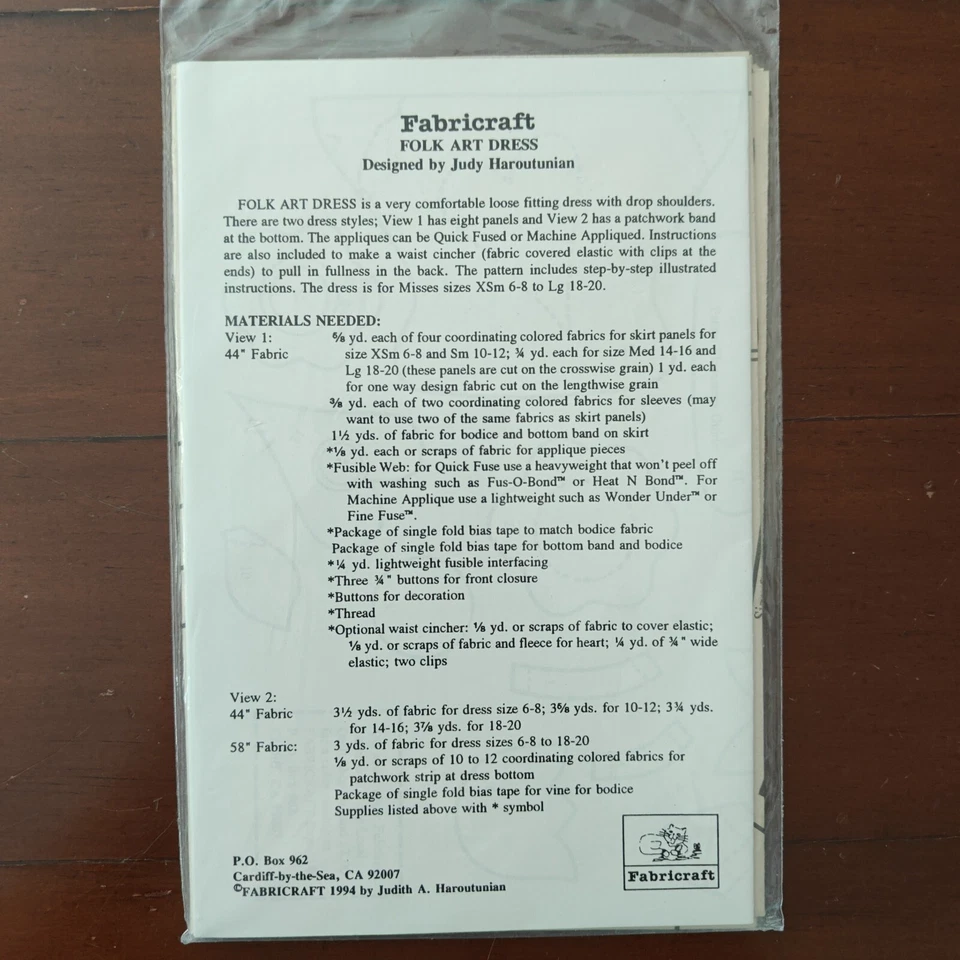 Fabricraft
FOLK ART DRESS
Designed by Judy Haroutunian
FOLK ART DRESS is a very comfortable loose fitting dress with drop shoulders.
There are two dress styles; View 1 has eight panels and View 2 has a patchwork band
at the bottom. The appliques can be Quick Fused or Machine Appliqued. Instructions
are also included to make a waist cincher (fabric covered elastic with clips at the
ends) to pull in fullness in the back. The pattern includes step-by-step illustrated
instructions. The dress is for Misses sizes XSm 6-8 to Lg 18-20.
MATERIALS NEEDED:
View 1:
44" Fabric
⅝ yd. each of four coordinating colored fabrics for skirt panels for
size XSm 6-8 and Sm 10-12; ¾ yd. each for size Med 14-16 and
Lg 18-20 (these panels are cut on the crosswise grain) 1 yd. each
for one way design fabric cut on the lengthwise grain
⅜ yd. each of two coordinating colored fabrics for sleeves (may
want to use two of the same fabrics as skirt panels)
1½ yds. of fabric for bodice and bottom band on skirt
*⅛ yd. each or scraps of fabric for applique pieces
*Fusible Web: for Quick Fuse use a heavyweight that won't peel off
with washing such as Fus-O-Bond™ or Heat N Bond™. For
Machine Applique use a lightweight such as Wonder Under™ or
Fine Fuse™.
*Package of single fold bias tape to match bodice fabric
Package of single fold bias tape for bottom band and bodice
*¼ yd. lightweight fusible interfacing
*Three ¾" buttons for front closure
*Buttons for decoration
*Thread
*Optional waist cincher: ⅛ yd. or scraps of fabric to cover elastic;
⅛ yd. or scraps of fabric and fleece for heart; ¼ yd. of ¾" wide
elastic; two clips
View 2:
44" Fabric
3½ yds. of fabric for dress size 6-8; 3⅝ yds. for 10-12; 3¾ yds.
for 14-16; 3⅞ yds. for 18-20
58" Fabric:
3 yds. of fabric for dress sizes 6-8 to 18-20
⅛ yd. or scraps of 10 to 12 coordinating colored fabrics for
patchwork strip at dress bottom
Package of single fold bias tape for vine for bodice
Supplies listed above with * symbol
P.O. Box 962
Cardiff-by-the-Sea, CA 92007
©FABRICRAFT 1994 by Judith A. Haroutunian
Fabricraft